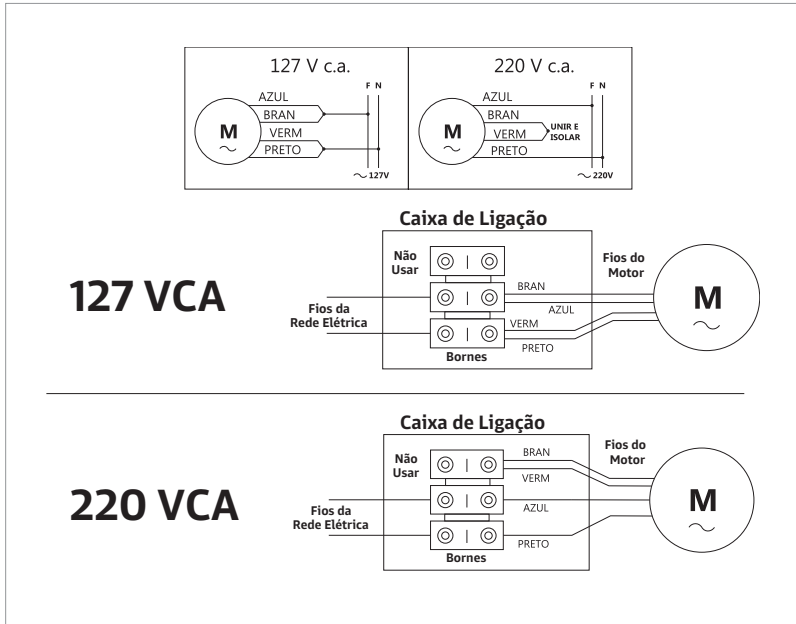 127 V c.a.
F N
AZUL
BRAN
VERM
PRETO
M
127V
220 V c.a.
F N
AZUL
BRAN
VERM
PRETO
UNIR E
ISOLAR
M
220V
127 VCA
Caixa de Ligação
Não
Usar
Fios da
Rede Elétrica
Bornes
BRAN
AZUL
VERM
PRETO
Fios do
Motor
M
220 VCA
Caixa de Ligação
Não
Usar
Fios da
Rede Elétrica
Bornes
BRAN
VERM
AZUL
PRETO
Fios do
Motor
M